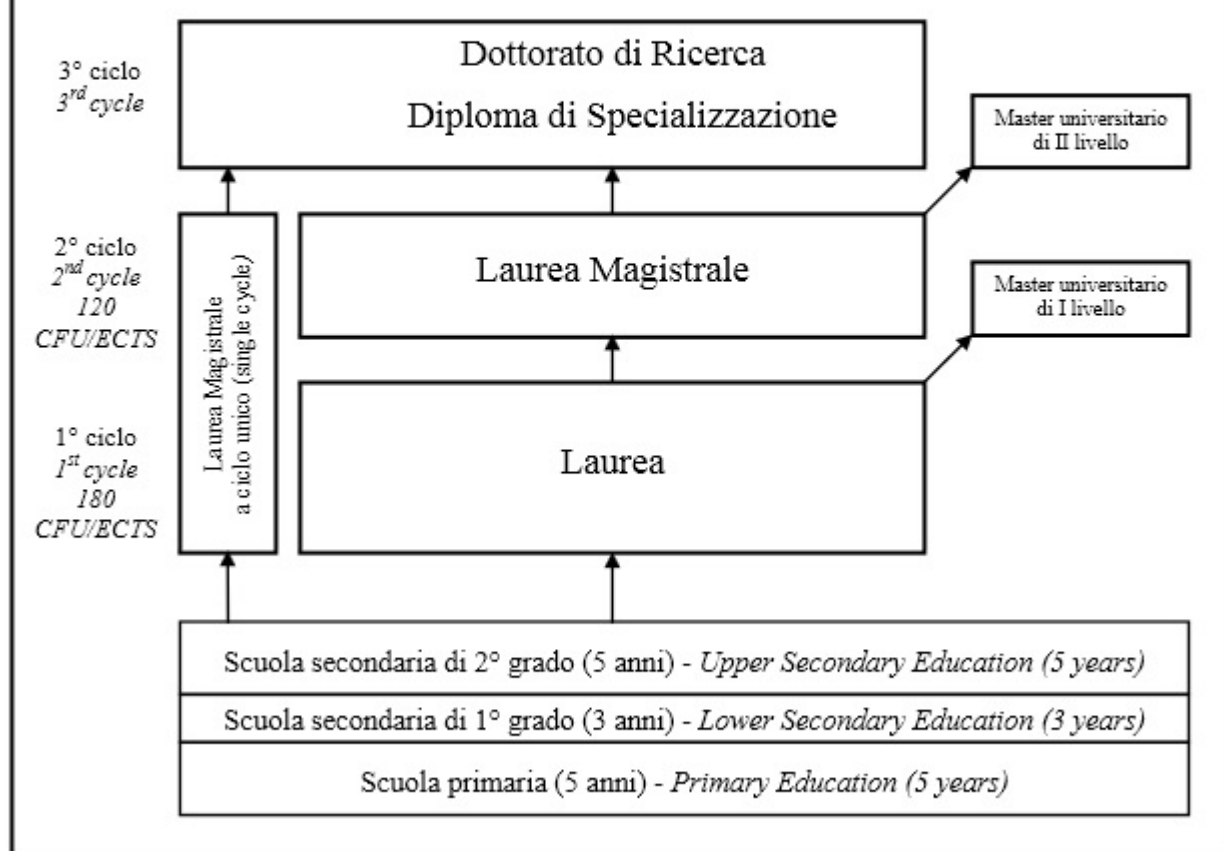 3° ciclo
3rd cycle
Dottorato di Ricerca
Diploma di Specializzazione
Master universitario
di II livello
2° ciclo
2nd cycle
120
CFU/ECTS
Laurea Magistrale
a ciclo unico (single cycle)
Laurea Magistrale
Master universitario
di I livello
1° ciclo
1st cycle
180
CFU/ECTS
Laurea
Scuola secondaria di 2° grado (5 anni) - Upper Secondary Education (5 years)
Scuola secondaria di 1° grado (3 anni) - Lower Secondary Education (3 years)
Scuola primaria (5 anni) - Primary Education (5 years)